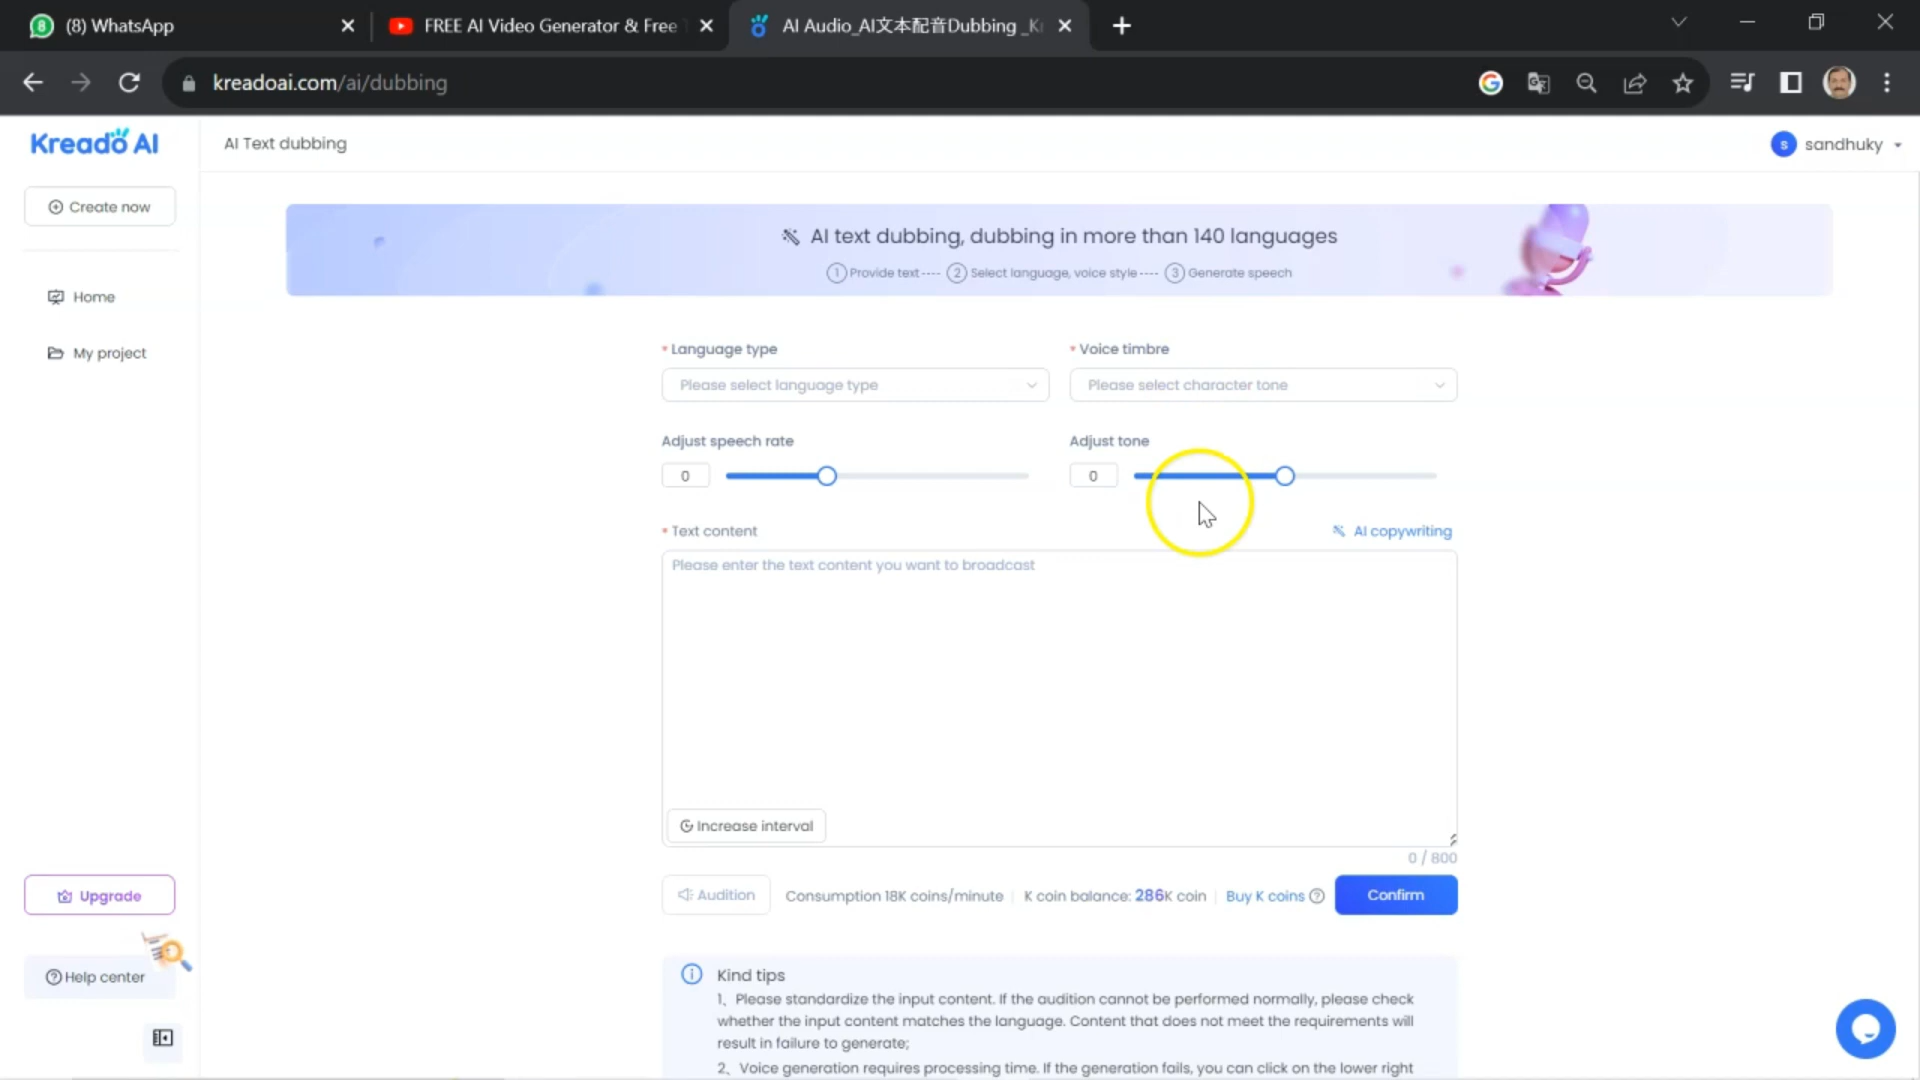 (8) WhatsApp
FREE AI Video Generator & Free
AI Audio_AI文本配音Dubbing _K
kreadoai.com/ai/dubbing
Kreado AI
AI Text dubbing
s sandhuky
Create now
Home
My project
AI text dubbing, dubbing in more than 140 languages
1 Provide text---- 2 Select language, voice style---- 3 Generate speech
* Language type
* Voice timbre
Please select language type
Please select character tone
Adjust speech rate
Adjust tone
0
0
* Text content
AI copywriting
Please enter the text content you want to broadcast
Increase interval
0 / 800
Audition
Consumption 18K coins/minute
K coin balance: 286K coin
Buy K coins
Confirm
Upgrade
Help center
Kind tips
1、Please standardize the input content. If the audition cannot be performed normally, please check
whether the input content matches the language. Content that does not meet the requirements will
result in failure to generate;
2、Voice generation requires processing time. If the generation fails, you can click on the lower right